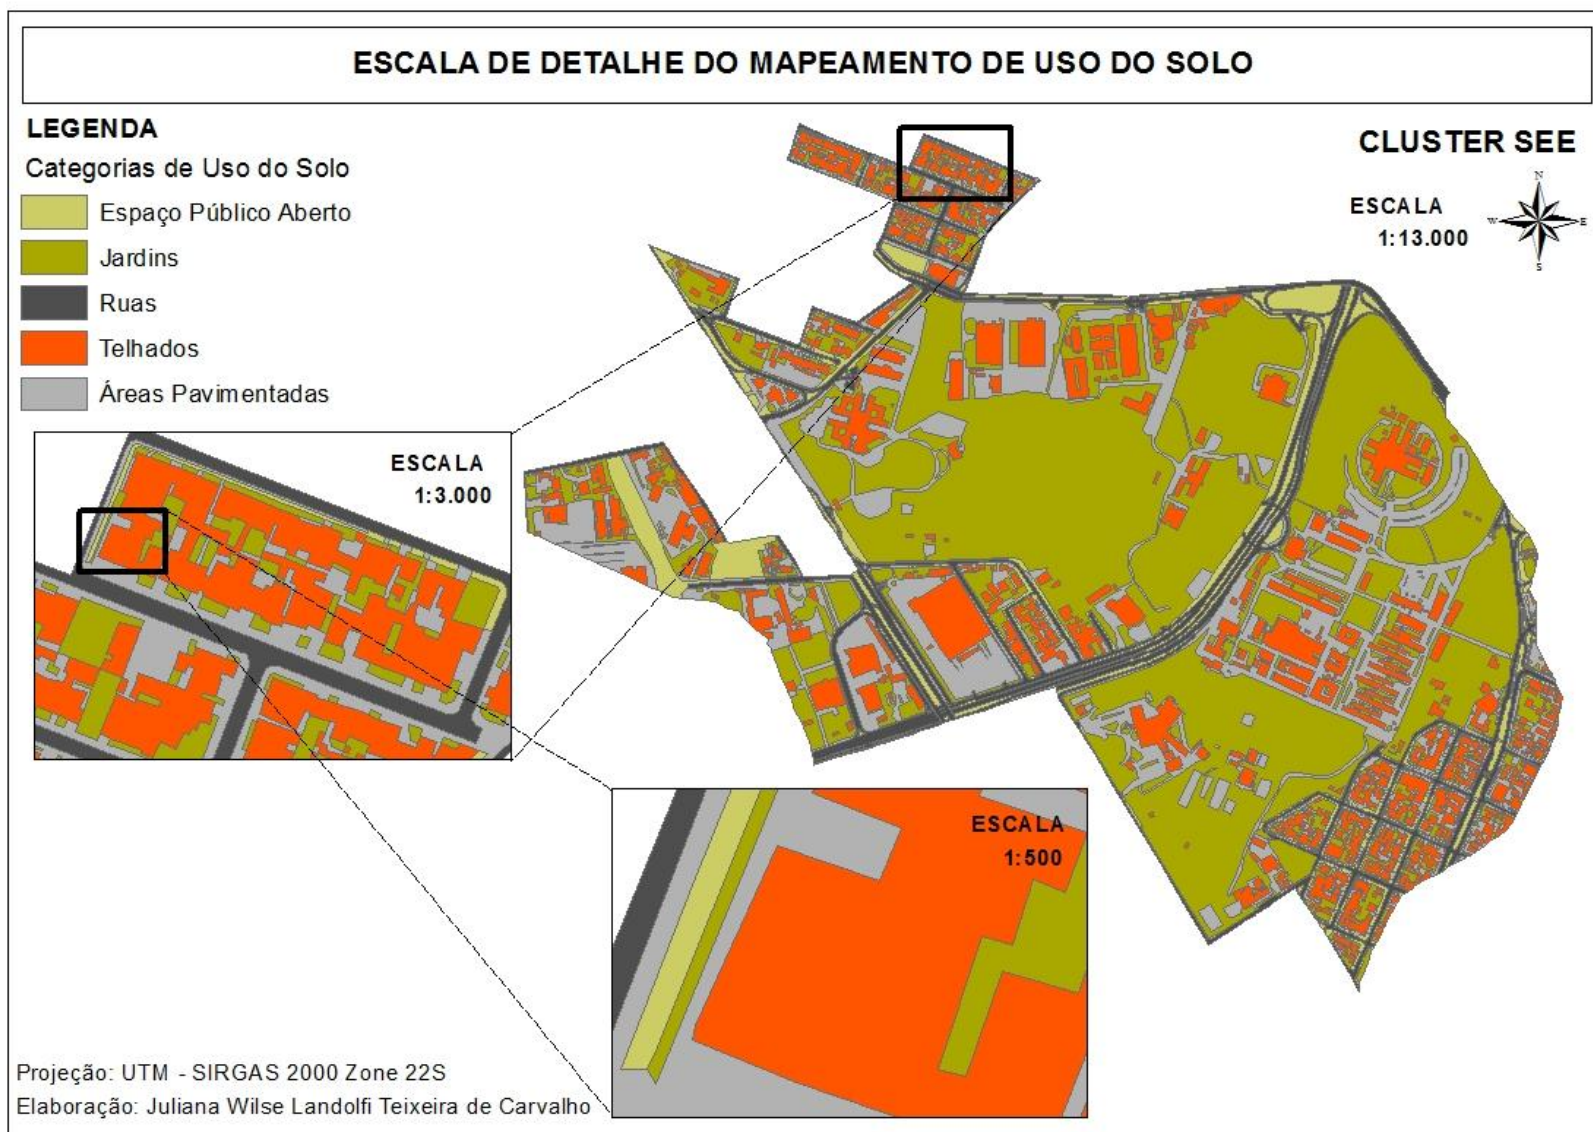 ESCALA DE DETALHE DO MAPEAMENTO DE USO DO SOLO
LEGENDA
Categorias de Uso do Solo
Espaço Público Aberto
Jardins
Ruas
Telhados
Áreas Pavimentadas
CLUSTER SEE
ESCALA
1:13.000
N
W
E
S
ESCALA
1:3.000
ESCALA
1:500
Projeção: UTM - SIRGAS 2000 Zone 22S
Elaboração: Juliana Wilse Landolfi Teixeira de Carvalho